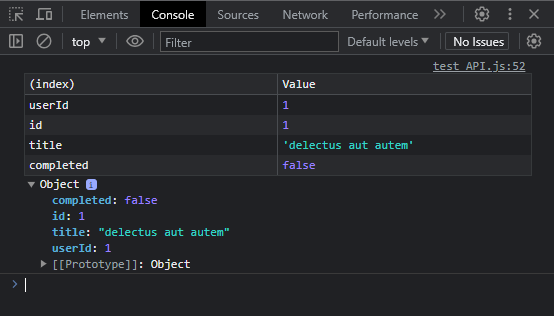 Elements Console Sources Network Performance
top Filter Default levels No Issues
test API.js:52
(index) Value
userId 1
id 1
title 'delectus aut autem'
completed false
Object i
completed: false
id: 1
title: "delectus aut autem"
userId: 1
[[Prototype]]: Object